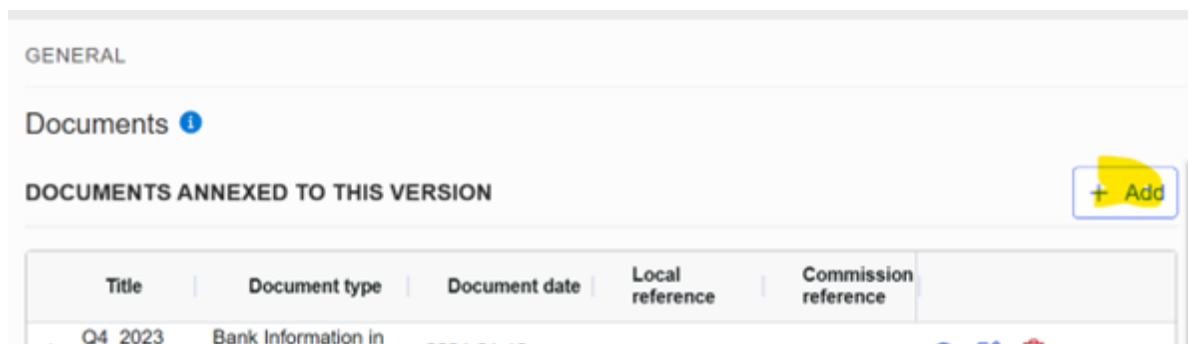 GENERAL
Documents
DOCUMENTS ANNEXED TO THIS VERSION
+ Add
Title Document type Document date Local reference Commission reference
Q4 2023 Bank Information in